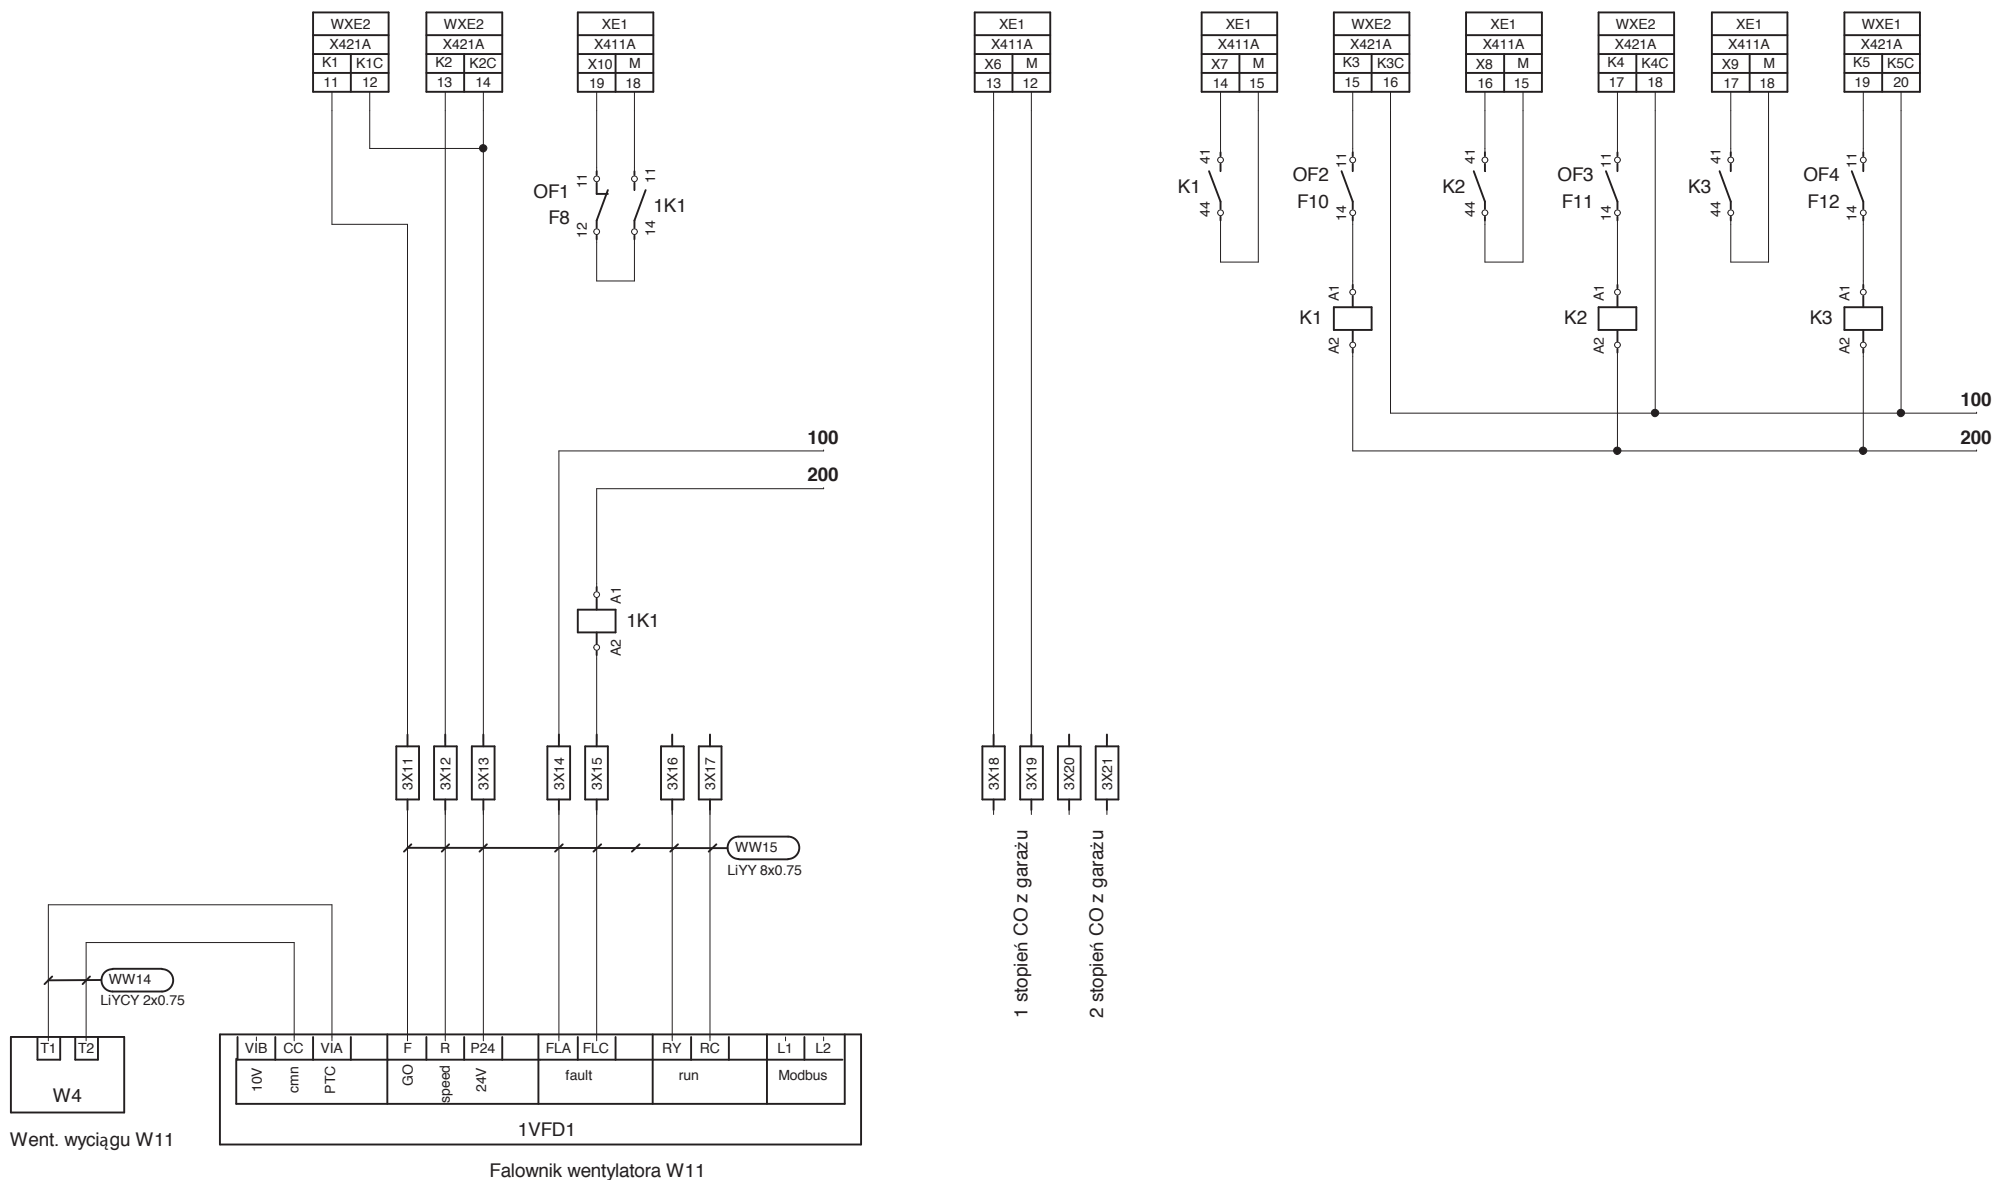 WXE2 WXE2 XE1 XE1 XE1 WXE2 XE1 WXE2 XE1 WXE1
X421A X421A X411A X411A X411A X421A X411A X421A X411A X421A
K1 K1C K2 K2C X10 M X6 M X7 M K3 K3C X8 M K4 K4C X9 M K5 K5C
11 12 13 14 19 18 13 12 14 15 15 16 16 15 17 18 17 18 19 20
41 11 41 11 41 11
11 11
OF1 1K1 K1 OF2 K2 OF3 K3 OF4
F8 F10 F11 F12
12 14 44 14 44 14 44 14
A1 A1 A1
K1 K2 K3
A2 A2 A2
100
200
100
200
A1
1K1
A2
3X11 3X12 3X13 3X14 3X15 3X16 3X17 3X18 3X19 3X20 3X21
WW15
LiYY 8x0.75
1 stopień CO z garażu
2 stopień CO z garażu
WW14
LiYCY 2x0.75
T1 T2
W4
Went. wyciągu W11
VIB CC VIA F R P24 FLA FLC RY RC L1 L2
10V cmn PTC GO speed 24V fault run Modbus
1VFD1
Falownik wentylatora W11